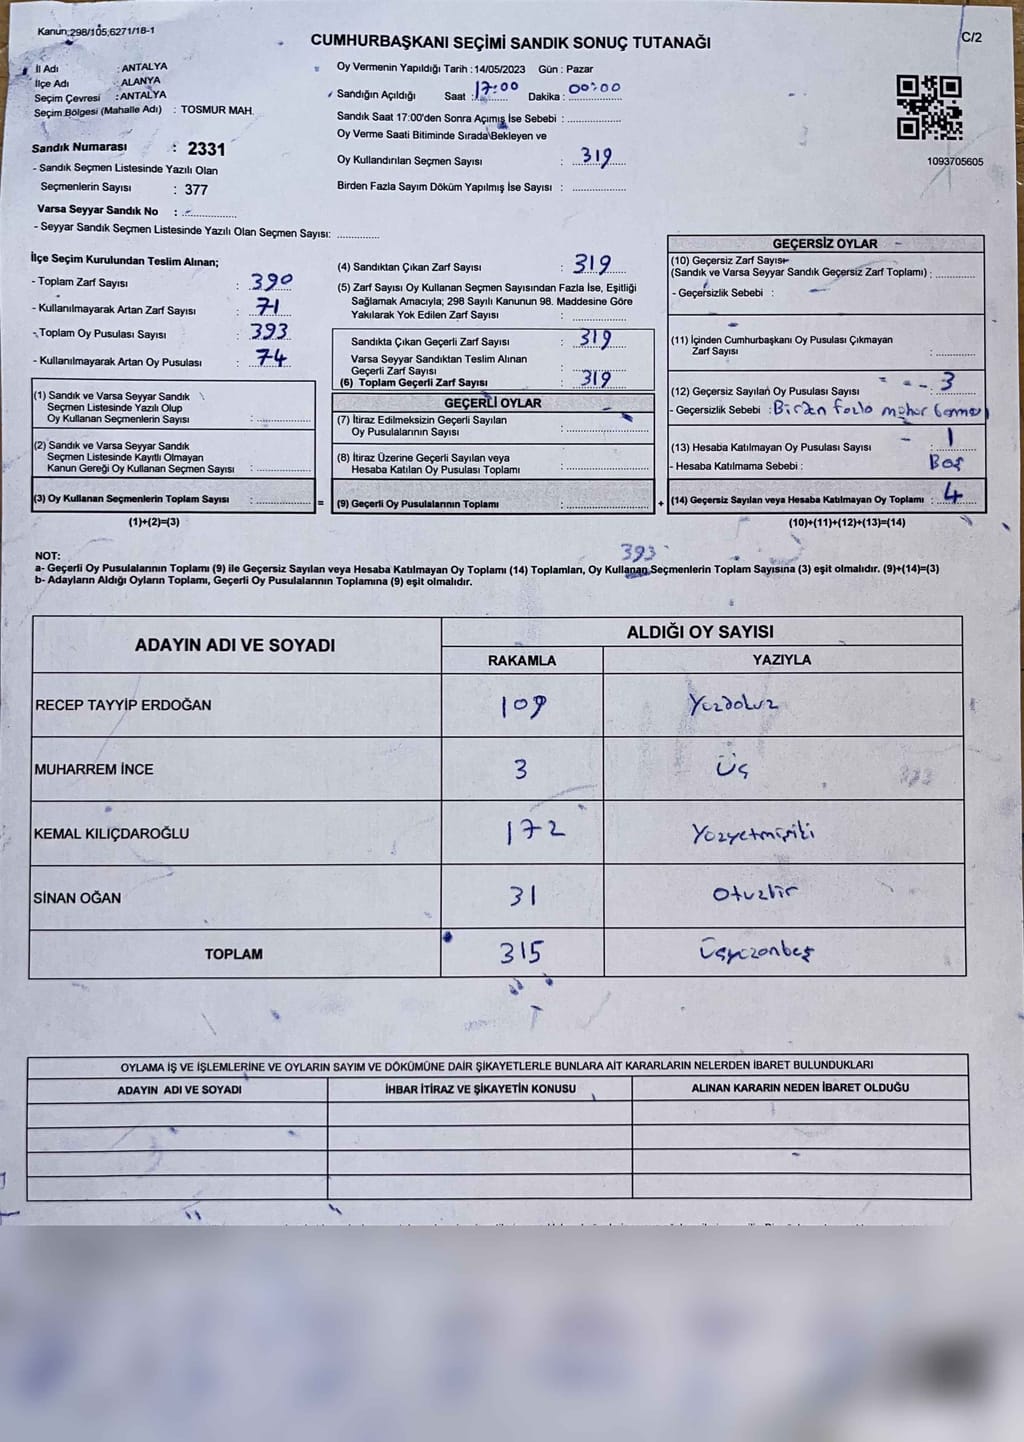 Kanun;298/105;6271/18-1
CUMHURBAŞKANI SEÇİMİ SANDIK SONUÇ TUTANAĞI
C/2
İl Adı : ANTALYA
İlçe Adı : ALANYA
Seçim Çevresi : ANTALYA
Seçim Bölgesi (Mahalle Adı) : TOSMUR MAH.
Sandık Numarası : 2331
- Sandık Seçmen Listesinde Yazılı Olan
Seçmenlerin Sayısı : 377
Varsa Seyyar Sandık No : -
- Seyyar Sandık Seçmen Listesinde Yazılı Olan Seçmen Sayısı:
Oy Vermenin Yapıldığı Tarih : 14/05/2023 Gün : Pazar
Sandığın Açıldığı Saat : 17:00 Dakika : 00:00
Sandık Saat 17:00'den Sonra Açımış İse Sebebi :
Oy Verme Saati Bitiminde Sırada Bekleyen ve
Oy Kullandırılan Seçmen Sayısı : 319
Birden Fazla Sayım Döküm Yapılmış İse Sayısı :
1093705605
İlçe Seçim Kurulundan Teslim Alınan;
- Toplam Zarf Sayısı : 390
- Kullanılmayarak Artan Zarf Sayısı : 71
- Toplam Oy Pusulası Sayısı : 393
- Kullanılmayarak Artan Oy Pusulası : 74
(1) Sandık ve Varsa Seyyar Sandık
Seçmen Listesinde Yazılı Olup
Oy Kullanan Seçmenlerin Sayısı :
(2) Sandık ve Varsa Seyyar Sandık
Seçmen Listesinde Kayıtlı Olmayan
Kanun Gereği Oy Kullanan Seçmen Sayısı :
(3) Oy Kullanan Seçmenlerin Toplam Sayısı :
(1)+(2)=(3)
(4) Sandıktan Çıkan Zarf Sayısı : 319
(5) Zarf Sayısı Oy Kullanan Seçmen Sayısından Fazla İse, Eşitliği
Sağlamak Amacıyla; 298 Sayılı Kanunun 98. Maddesine Göre
Yakılarak Yok Edilen Zarf Sayısı :
Sandıkta Çıkan Geçerli Zarf Sayısı : 319
Varsa Seyyar Sandıktan Teslim Alınan
Geçerli Zarf Sayısı :
(6) Toplam Geçerli Zarf Sayısı : 319
GEÇERLİ OYLAR
(7) İtiraz Edilmeksizin Geçerli Sayılan
Oy Pusulalarının Sayısı :
(8) İtiraz Üzerine Geçerli Sayılan veya
Hesaba Katılan Oy Pusulası Toplamı :
= (9) Geçerli Oy Pusulalarının Toplamı :
GEÇERSİZ OYLAR
(10) Geçersiz Zarf Sayısı
(Sandık ve Varsa Seyyar Sandık Geçersiz Zarf Toplamı) :
- Geçersizlik Sebebi :
(11) İçinden Cumhurbaşkanı Oy Pusulası Çıkmayan
Zarf Sayısı :
(12) Geçersiz Sayılan Oy Pusulası Sayısı : 3
- Geçersizlik Sebebi : Birden fazla mühür
(13) Hesaba Katılmayan Oy Pusulası Sayısı : 1
- Hesaba Katılmama Sebebi : Boş
+ (14) Geçersiz Sayılan veya Hesaba Katılmayan Oy Toplamı : 4
(10)+(11)+(12)+(13)=(14)
393
NOT:
a- Geçerli Oy Pusulalarının Toplamı (9) ile Geçersiz Sayılan veya Hesaba Katılmayan Oy Toplamı (14) Toplamları, Oy Kullanan Seçmenlerin Toplam Sayısına (3) eşit olmalıdır. (9)+(14)=(3)
b- Adayların Aldığı Oyların Toplamı, Geçerli Oy Pusulalarının Toplamına (9) eşit olmalıdır.
ADAYIN ADI VE SOYADI
ALDIĞI OY SAYISI
RAKAMLA YAZIYLA
RECEP TAYYİP ERDOĞAN 109 Yüzdokuz
MUHARREM İNCE 3 Üç
KEMAL KILIÇDAROĞLU 172 Yüzyetmişiki
SİNAN OĞAN 31 Otuzbir
TOPLAM 315 Üçyüzonbeş
OYLAMA İŞ VE İŞLEMLERİNE VE OYLARIN SAYIM VE DÖKÜMÜNE DAİR ŞİKAYETLERLE BUNLARA AİT KARARLARIN NELERDEN İBARET BULUNDUKLARI
ADAYIN ADI VE SOYADI İHBAR İTİRAZ VE ŞİKAYETİN KONUSU ALINAN KARARIN NEDEN İBARET OLDUĞU